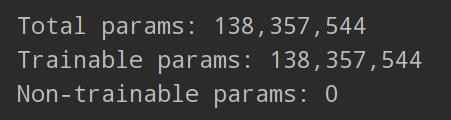 Total params: 138,357,544
Trainable params: 138,357,544
Non-trainable params: 0